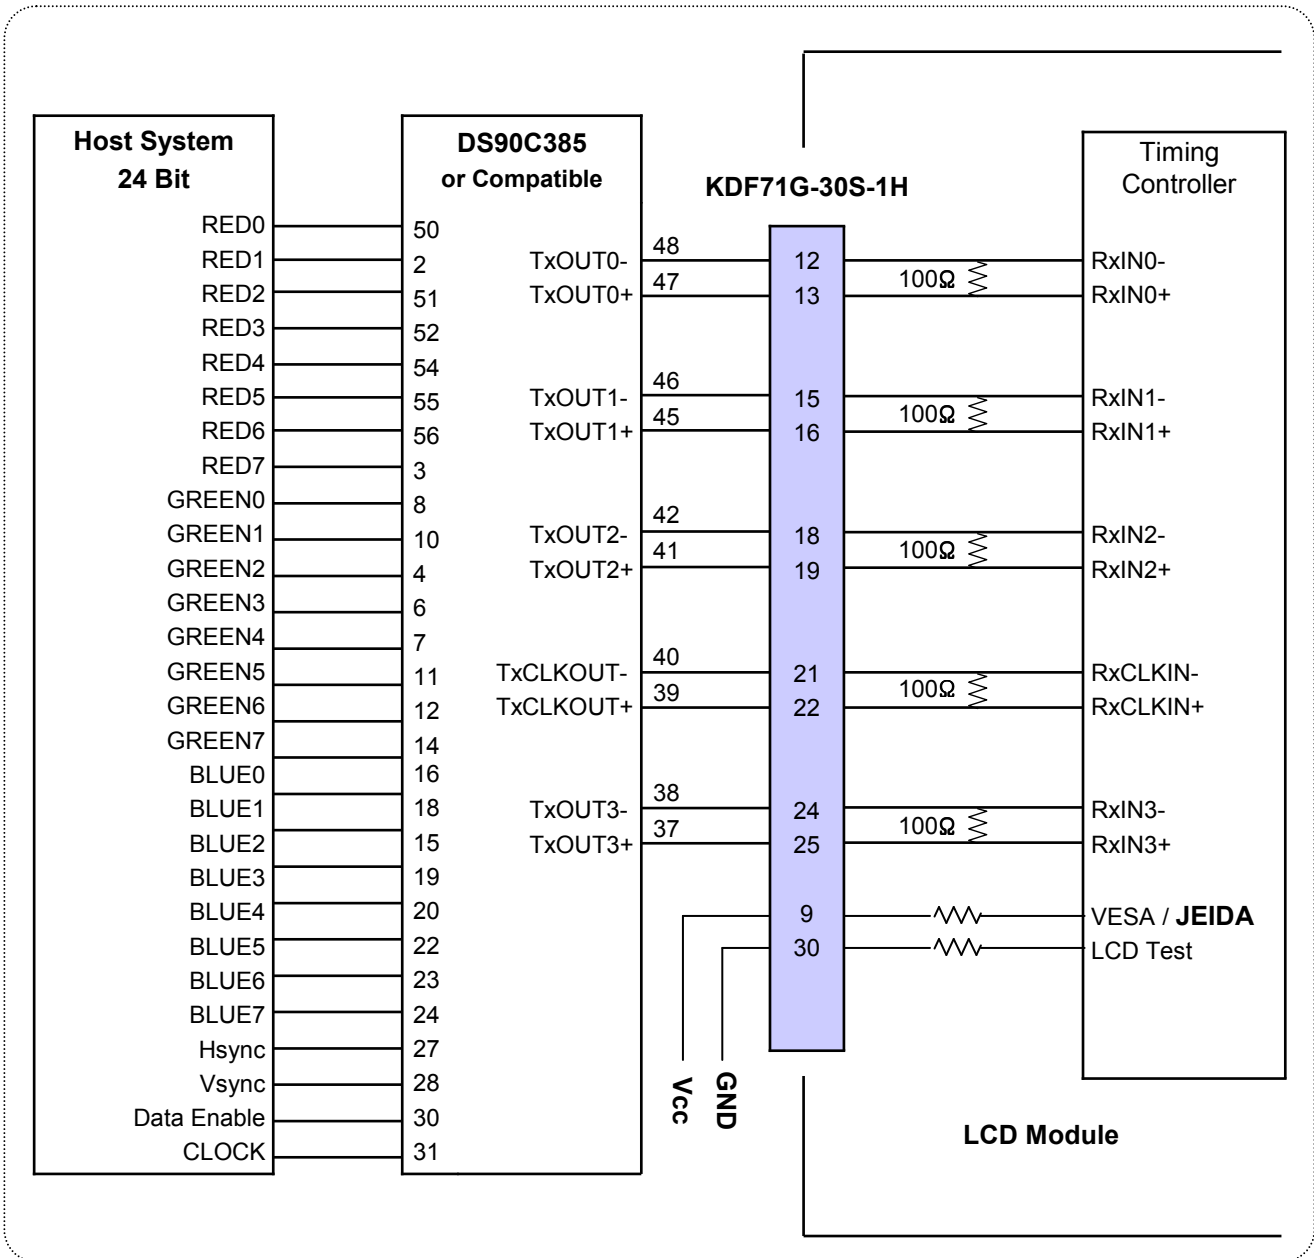 Host System
24 Bit
RED0
RED1
RED2
RED3
RED4
RED5
RED6
RED7
GREEN0
GREEN1
GREEN2
GREEN3
GREEN4
GREEN5
GREEN6
GREEN7
BLUE0
BLUE1
BLUE2
BLUE3
BLUE4
BLUE5
BLUE6
BLUE7
Hsync
Vsync
Data Enable
CLOCK
DS90C385
or Compatible
50
2
51
52
54
55
56
3
8
10
4
6
7
11
12
14
16
18
15
19
20
22
23
24
27
28
30
31
TxOUT0-
TxOUT0+
TxOUT1-
TxOUT1+
TxOUT2-
TxOUT2+
TxCLKOUT-
TxCLKOUT+
TxOUT3-
TxOUT3+
48
47
46
45
42
41
40
39
38
37
KDF71G-30S-1H
12
13
15
16
18
19
21
22
24
25
9
30
Vcc
GND
100Ω
100Ω
100Ω
100Ω
100Ω
Timing
Controller
RxIN0-
RxIN0+
RxIN1-
RxIN1+
RxIN2-
RxIN2+
RxCLKIN-
RxCLKIN+
RxIN3-
RxIN3+
VESA / JEIDA
LCD Test
LCD Module